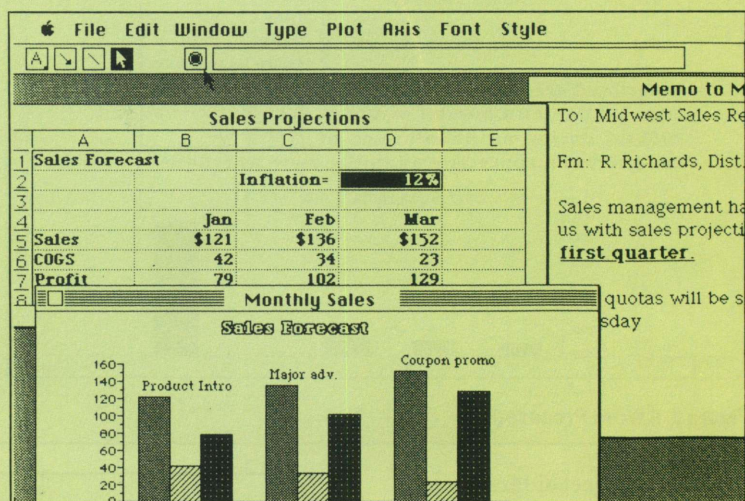 File Edit Window Type Plot Axis Font Style
A
Sales Projections
A B C D E
1 Sales Forecast
2 Inflation= 12%
3
4 Jan Feb Mar
5 Sales $121 $136 $152
6 COGS 42 34 23
7 Profit 79 102 129
8
Memo to M
To: Midwest Sales Re
Fm: R. Richards, Dist.
Sales management ha
us with sales projecti
first quarter.
quotas will be s
sday
Monthly Sales
Sales Forecast
160
140
120
100
80
60
40
20
0
Product Intro
Major adv.
Coupon promo